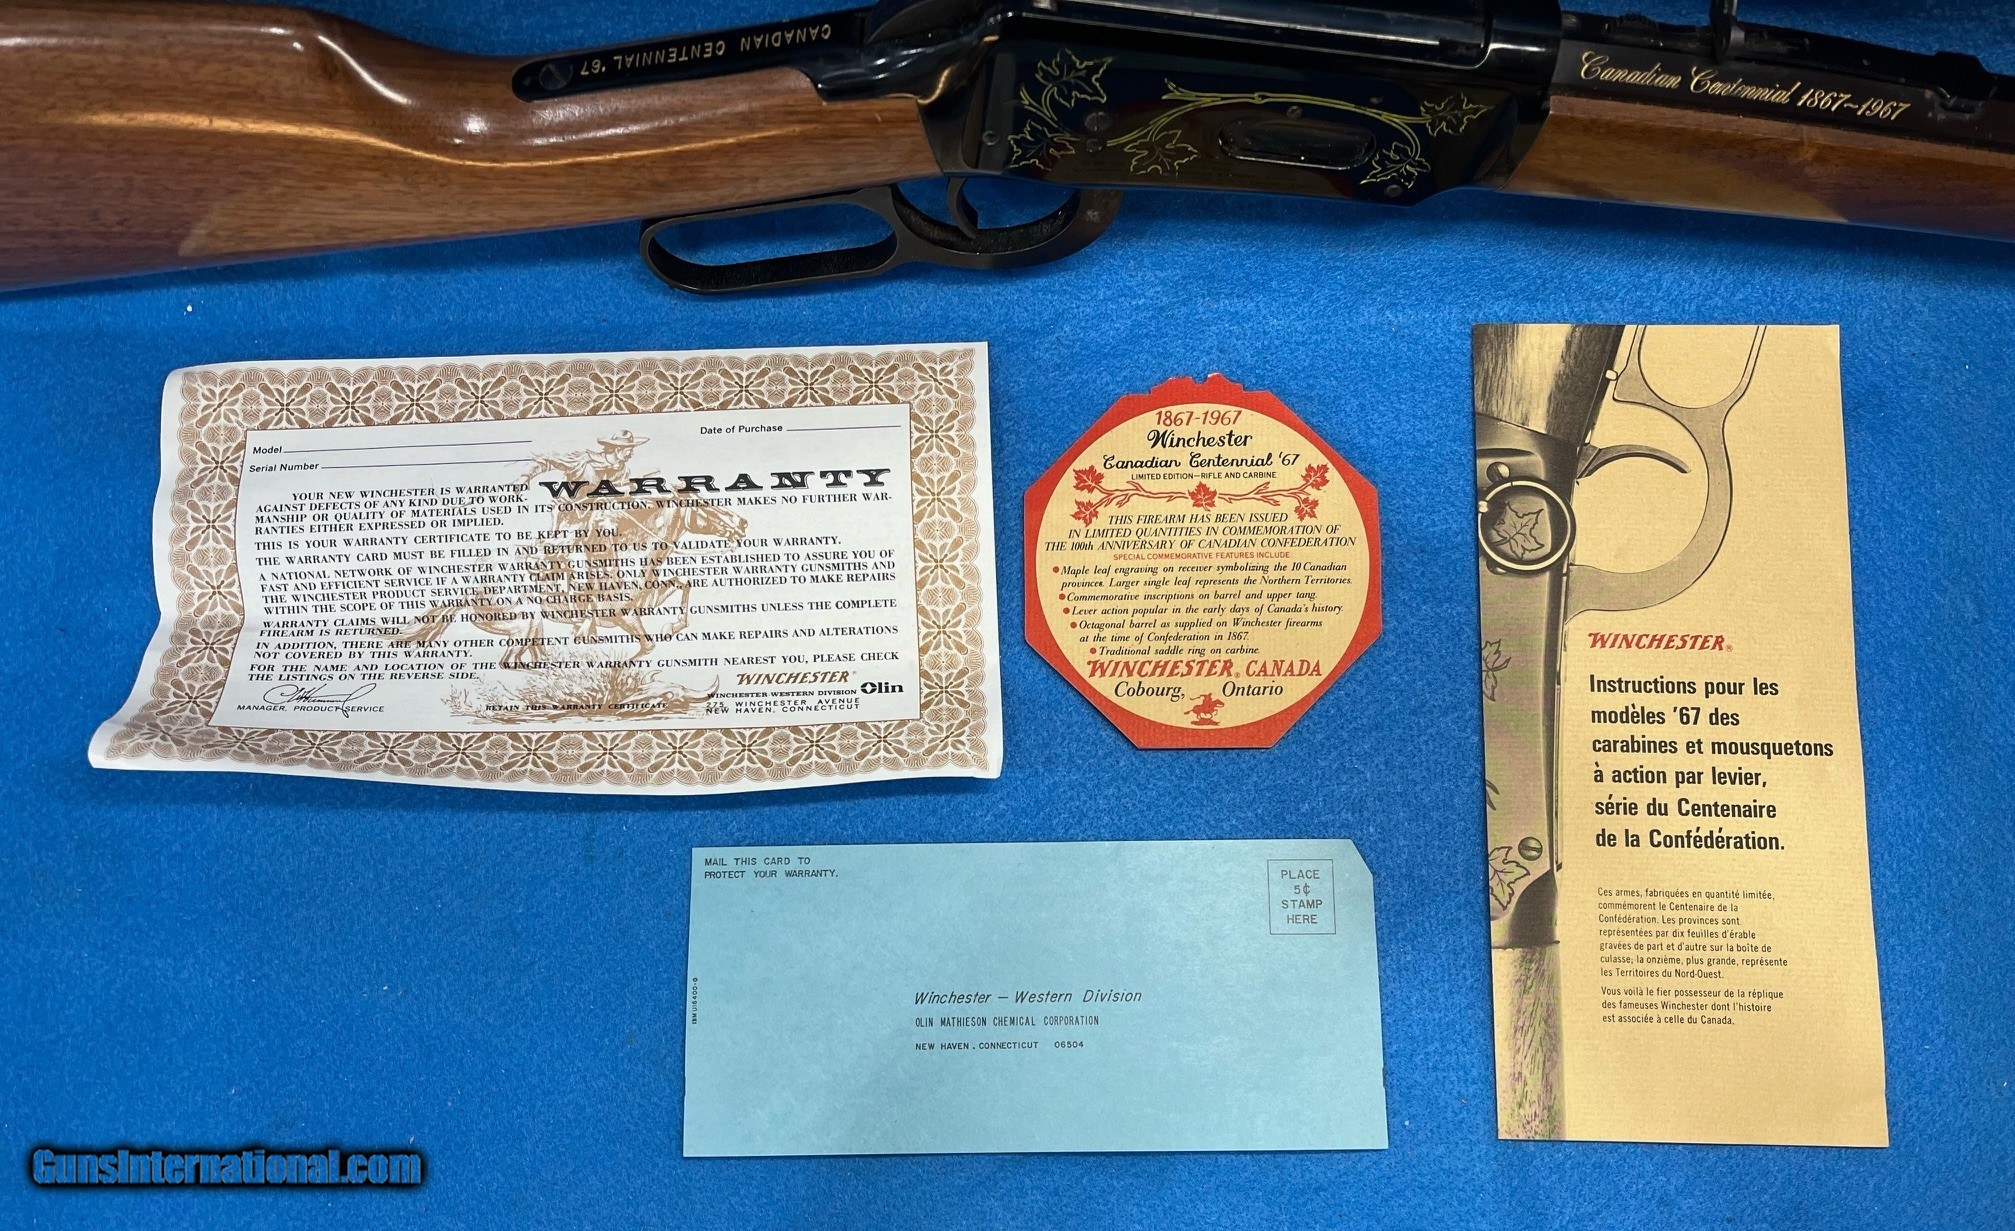 CANADIAN CENTENNIAL '67
Canadian Centennial 1867~1967
Model
Date of Purchase
Serial Number
WARRANTY
YOUR NEW WINCHESTER IS WARRANTED
AGAINST DEFECTS OF ANY KIND DUE TO WORK-
MANSHIP OR QUALITY OF MATERIALS USED IN ITS CONSTRUCTION. WINCHESTER MAKES NO FURTHER WAR-
RANTIES EITHER EXPRESSED OR IMPLIED.
THIS IS YOUR WARRANTY CERTIFICATE TO BE KEPT BY YOU.
THE WARRANTY CARD MUST BE FILLED IN AND RETURNED TO US TO VALIDATE YOUR WARRANTY.
A NATIONAL NETWORK OF WINCHESTER WARRANTY GUNSMITHS HAS BEEN ESTABLISHED TO ASSURE YOU OF
FAST AND EFFICIENT SERVICE IF A WARRANTY CLAIM ARISES. ONLY WINCHESTER WARRANTY GUNSMITHS AND
THE WINCHESTER PRODUCT SERVICE DEPARTMENT, NEW HAVEN, CONN., ARE AUTHORIZED TO MAKE REPAIRS
WITHIN THE SCOPE OF THIS WARRANTY ON A NO CHARGE BASIS.
WARRANTY CLAIMS WILL NOT BE HONORED BY WINCHESTER WARRANTY GUNSMITHS UNLESS THE COMPLETE
FIREARM IS RETURNED.
IN ADDITION, THERE ARE MANY OTHER COMPETENT GUNSMITHS WHO CAN MAKE REPAIRS AND ALTERATIONS
NOT COVERED BY THIS WARRANTY.
FOR THE NAME AND LOCATION OF THE WINCHESTER WARRANTY GUNSMITH NEAREST YOU, PLEASE CHECK
THE LISTINGS ON THE REVERSE SIDE.
MANAGER, PRODUCT SERVICE
RETAIN THIS WARRANTY CERTIFICATE
WINCHESTER®
WINCHESTER-WESTERN DIVISION Olin
275 WINCHESTER AVENUE
NEW HAVEN, CONNECTICUT
1867-1967
Winchester
Canadian Centennial '67
LIMITED EDITION—RIFLE AND CARBINE
THIS FIREARM HAS BEEN ISSUED
IN LIMITED QUANTITIES IN COMMEMORATION OF
THE 100th ANNIVERSARY OF CANADIAN CONFEDERATION
SPECIAL COMMEMORATIVE FEATURES INCLUDE:
• Maple leaf engraving on receiver symbolizing the 10 Canadian
provinces. Larger single leaf represents the Northern Territories.
• Commemorative inscriptions on barrel and upper tang.
• Lever action popular in the early days of Canada's history.
• Octagonal barrel as supplied on Winchester firearms
at the time of Confederation in 1867.
• Traditional saddle ring on carbine.
WINCHESTER® CANADA
Cobourg, Ontario
WINCHESTER®
Instructions pour les
modèles '67 des
carabines et mousquetons
à action par levier,
série du Centenaire
de la Confédération.
Ces armes, fabriquées en quantité limitée,
commémorent le Centenaire de la
Confédération. Les provinces sont
représentées par dix feuilles d'érable
gravées de part et d'autre sur la boîte de
culasse; la onzième, plus grande, représente
les Territoires du Nord-Ouest.
Vous voilà le fier possesseur de la réplique
des fameuses Winchester dont l'histoire
est associée à celle du Canada.
MAIL THIS CARD TO
PROTECT YOUR WARRANTY.
PLACE
5¢
STAMP
HERE
Winchester — Western Division
OLIN MATHIESON CHEMICAL CORPORATION
NEW HAVEN. CONNECTICUT 06504
GunsInternational.com